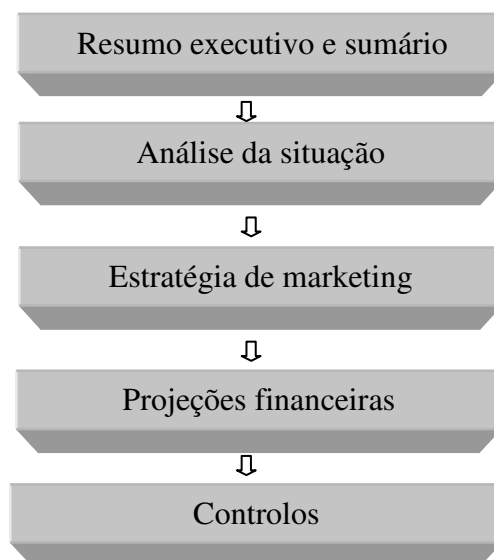 Resumo executivo e sumário
Análise da situação
Estratégia de marketing
Projeções financeiras
Controlos